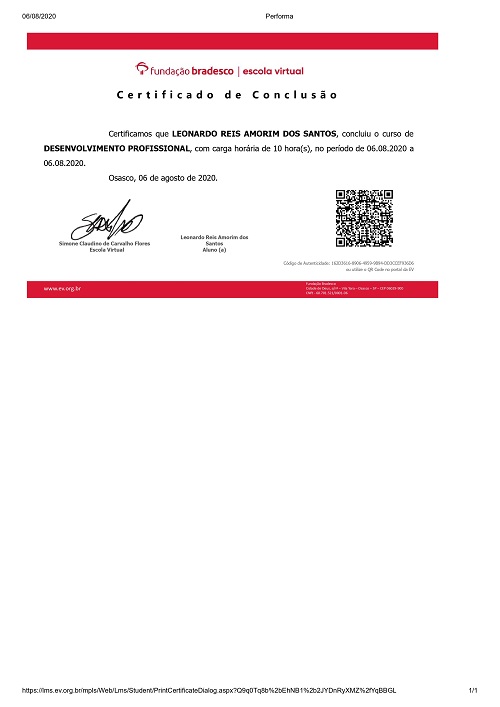 06/08/2020 Performa
fundação bradesco | escola virtual
Certificado de Conclusão
Certificamos que LEONARDO REIS AMORIM DOS SANTOS, concluiu o curso de
DESENVOLVIMENTO PROFISSIONAL, com carga horária de 10 hora(s), no período de 06.08.2020 a
06.08.2020.
Osasco, 06 de agosto de 2020.
Simone Claudino de Carvalho Flores
Escola Virtual
Leonardo Reis Amorim dos
Santos
Aluno (a)
Código de Autenticidade:
ou utilize o QR Code no portal da EV
www.ev.org.br
Fundação Bradesco
https://lms.ev.org.br/mpls/Web/Lms/Student/PrintCertificateDialog.aspx?Q9q0Tq8b%2bEhNB1%2b2JYDnRyXMZ%2fYqBBGL 1/1